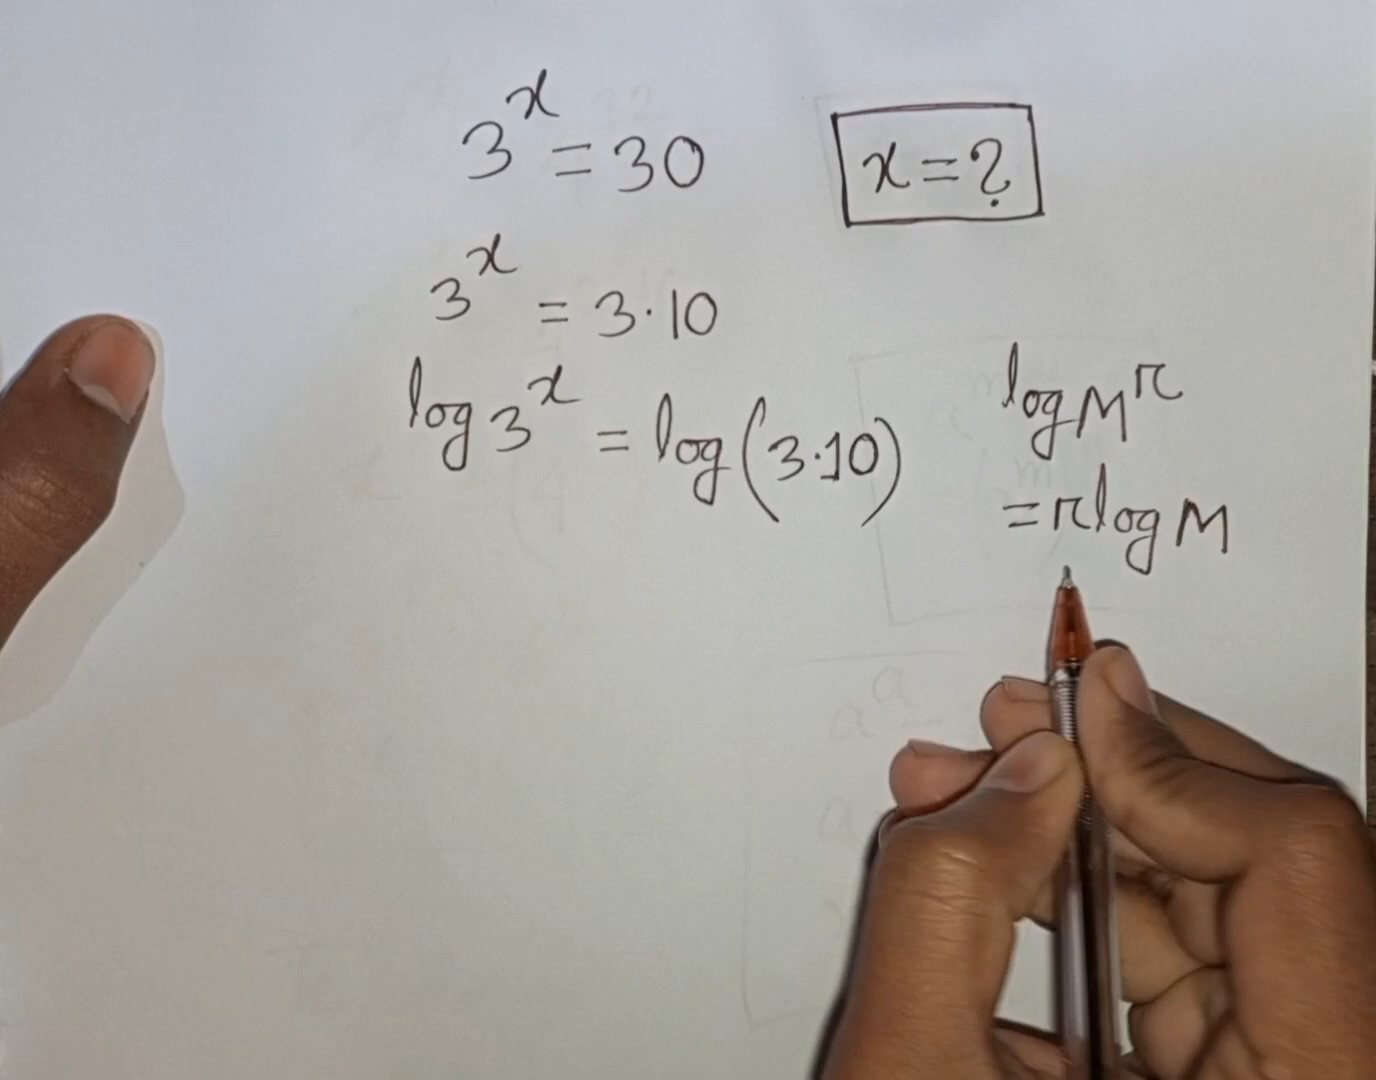 3^x = 30
x = ?
3^x = 3·10
log 3^x = log(3·10)
log M^r
= r log M